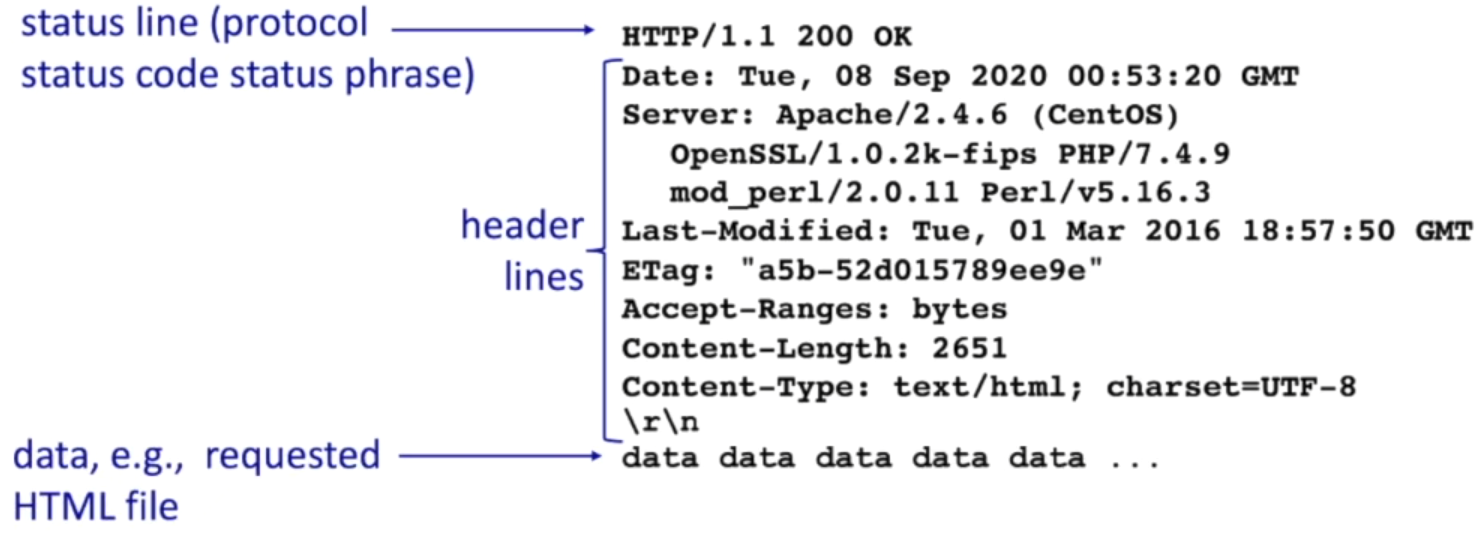 status line (protocol
status code status phrase)
HTTP/1.1 200 OK
Date: Tue, 08 Sep 2020 00:53:20 GMT
Server: Apache/2.4.6 (CentOS)
OpenSSL/1.0.2k-fips PHP/7.4.9
mod_perl/2.0.11 Perl/v5.16.3
header
lines
Last-Modified: Tue, 01 Mar 2016 18:57:50 GMT
ETag: "a5b-52d015789ee9e"
Accept-Ranges: bytes
Content-Length: 2651
Content-Type: text/html; charset=UTF-8
\r\n
data, e.g., requested
HTML file
data data data data data ...